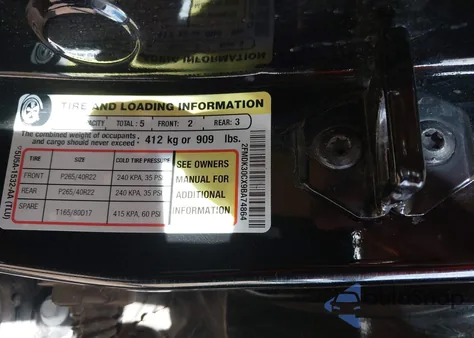 TIRE AND LOADING INFORMATION
TOTAL : 5 FRONT: 2 REAR: 3
The combined weight of occupants and cargo should never exceed · 412 kg or 909 lbs.
TIRE SIZE COLD TIRE PRESSURE
FRONT P265/40R22 240 KPA, 35 PSI
REAR P265/40R22 240 KPA, 35 PSI
SPARE T165/80D17 415 KPA, 60 PSI
SEE OWNERS
MANUAL FOR
ADDITIONAL
INFORMATION